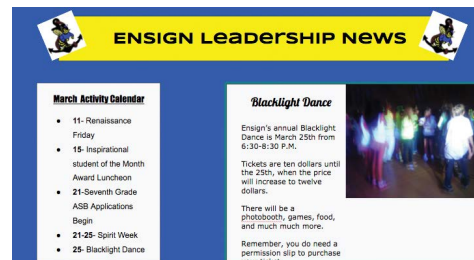 ENSIGN LEADERSHIP NEWS
March Activity Calendar
11- Renaissance
Friday
15- Inspirational
student of the Month
Award Luncheon
21-Seventh Grade
ASB Applications
Begin
21-25- Spirit Week
25- Blacklight Dance
Blacklight Dance
Ensign's annual Blacklight
Dance is March 25th from
6:30-8:30 P.M.
Tickets are ten dollars until
the 25th, when the price
will increase to twelve
dollars.
There will be a
photobooth, games, food,
and much much more.
Remember, you do need a
permission slip to purchase